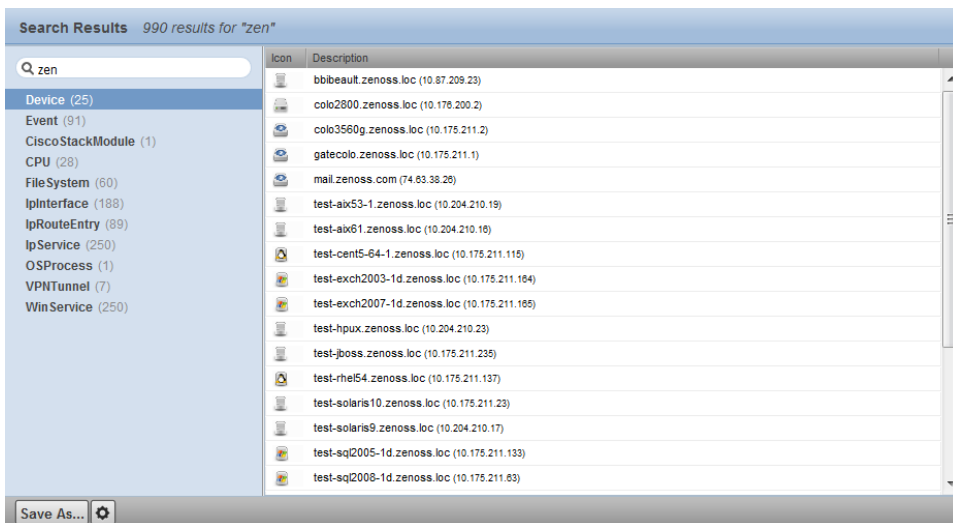 Search Results 990 results for "zen"
zen
Device (25)
Event (91)
CiscoStackModule (1)
CPU (28)
FileSystem (60)
IpInterface (188)
IpRouteEntry (89)
IpService (250)
OSProcess (1)
VPNTunnel (7)
WinService (250)
Icon Description
bbibeault.zenoss.loc (10.87.209.23)
colo2800.zenoss.loc (10.176.200.2)
colo3560g.zenoss.loc (10.175.211.2)
gatecolo.zenoss.loc (10.175.211.1)
mail.zenoss.com (74.63.38.26)
test-aix53-1.zenoss.loc (10.204.210.19)
test-aix61.zenoss.loc (10.204.210.16)
test-cent5-64-1.zenoss.loc (10.175.211.115)
test-exch2003-1d.zenoss.loc (10.175.211.164)
test-exch2007-1d.zenoss.loc (10.175.211.165)
test-hpux.zenoss.loc (10.204.210.23)
test-jboss.zenoss.loc (10.175.211.235)
test-rhel54.zenoss.loc (10.175.211.137)
test-solaris10.zenoss.loc (10.175.211.23)
test-solaris9.zenoss.loc (10.204.210.17)
test-sql2005-1d.zenoss.loc (10.175.211.133)
test-sql2008-1d.zenoss.loc (10.175.211.63)
Save As...